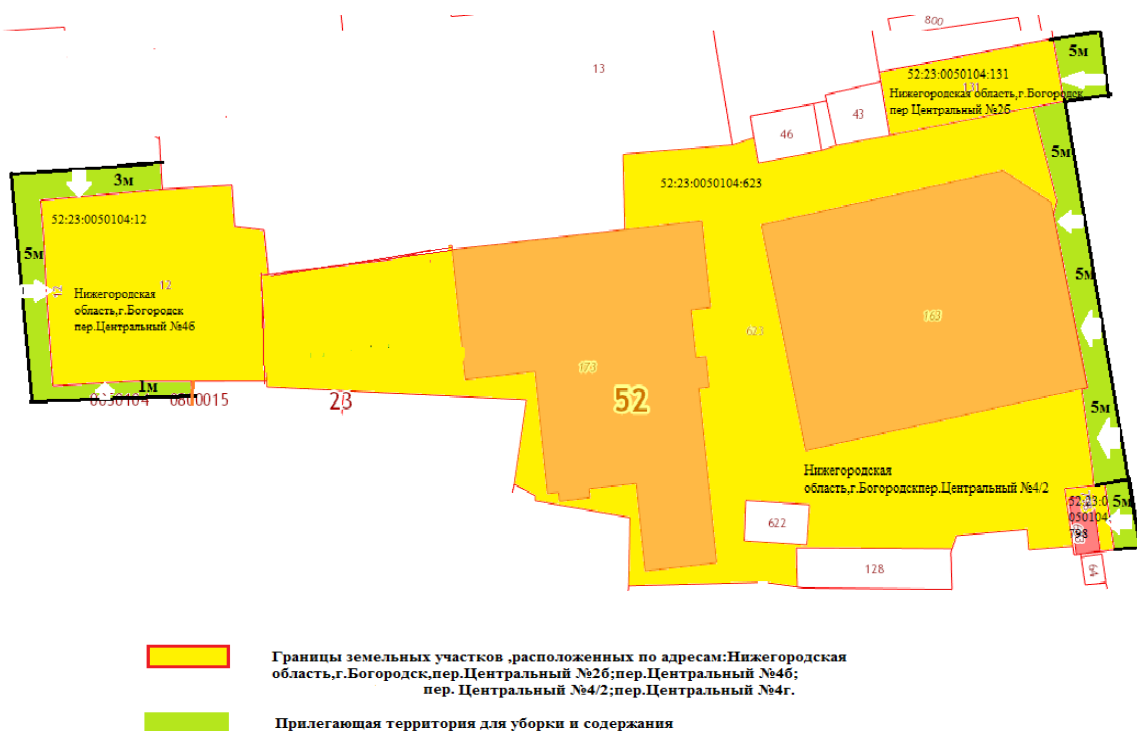 800
5м
13
52:23:0050104:131
131
Нижегородская область,г.Богородск
пер Центральный №2б
43
46
5м
3м
52:23:0050104:623
52:23:0050104:12
5м
5м
12
12
Нижегородская
область,г.Богородск
пер.Центральный №4б
623
163
173
1м
0050104 0800015
23
52
5м
Нижегородская
область,г.Богородскпер.Центральный №4/2
52:23:0
050104:
798
5м
622
128
64
Границы земельных участков ,расположенных по адресам:Нижегородская
область,г.Богородск,пер.Центральный №2б;пер.Центральный №4б;
пер. Центральный №4/2;пер.Центральный №4г.
Прилегающая территория для уборки и содержания